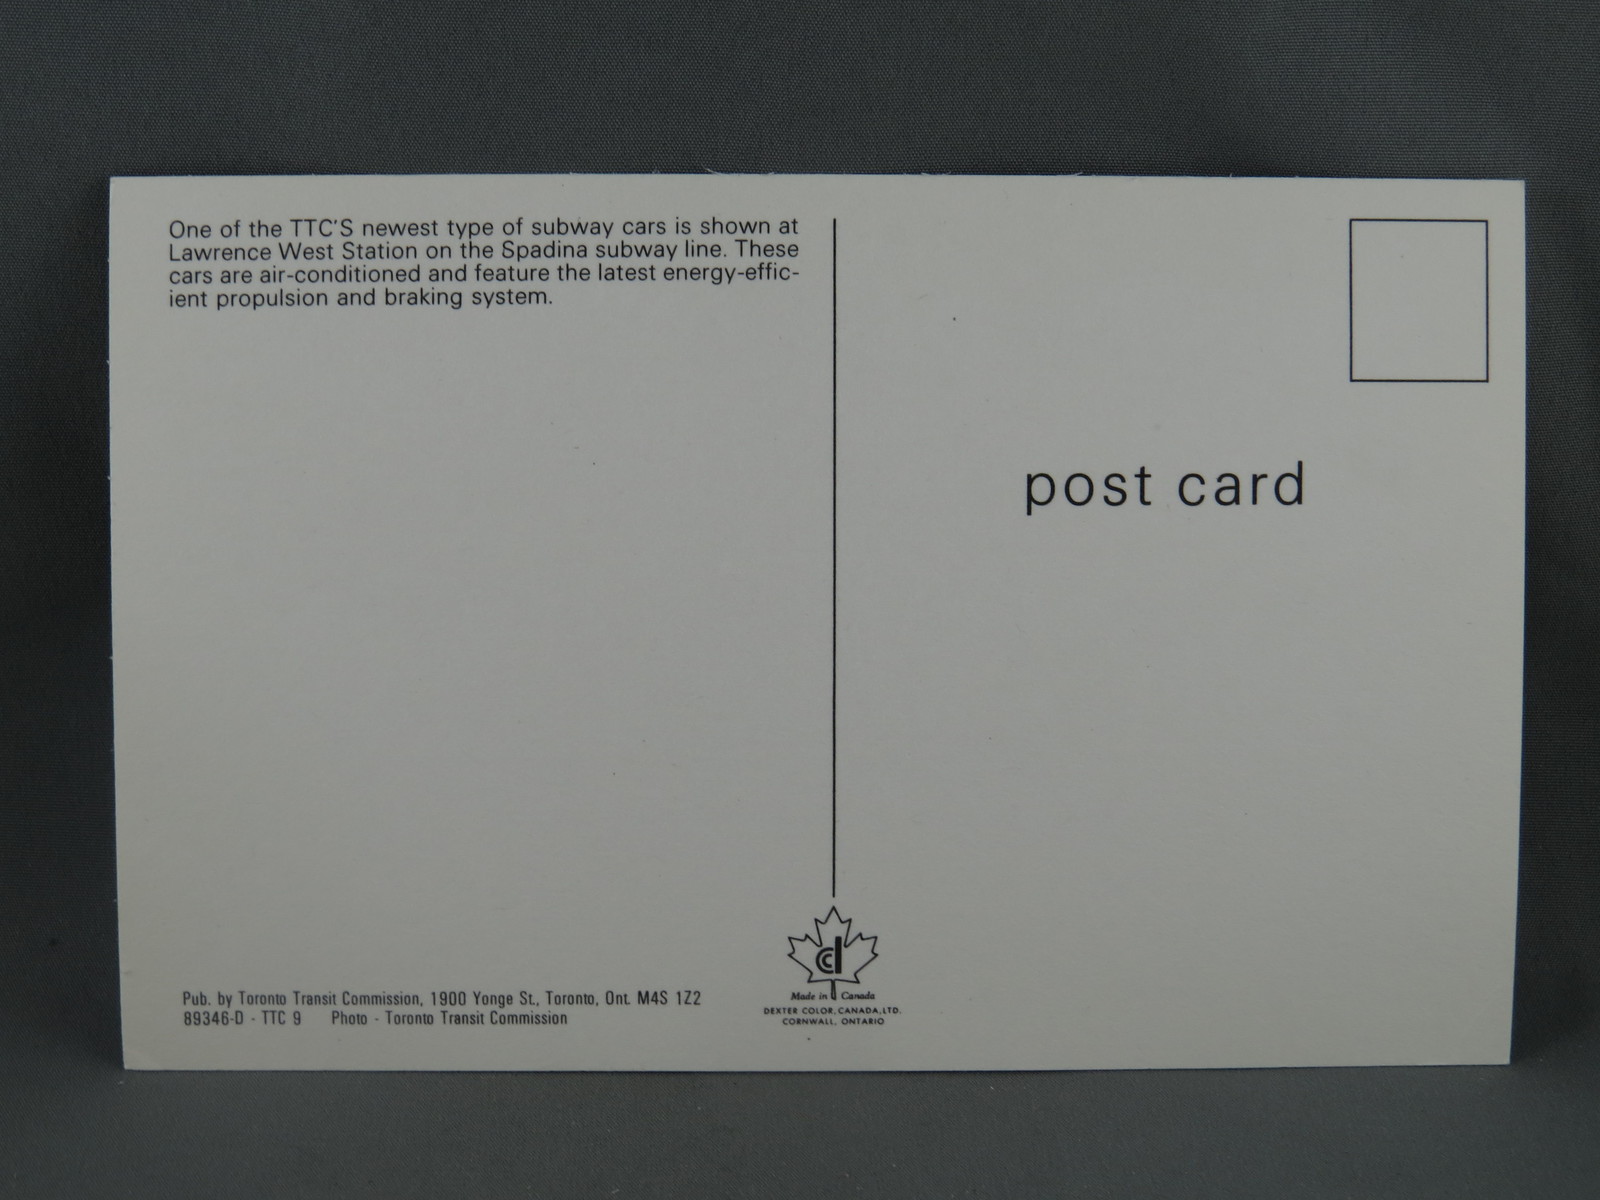 One of the TTC'S newest type of subway cars is shown at
Lawrence West Station on the Spadina subway line. These
cars are air-conditioned and feature the latest energy-effic-
ient propulsion and braking system.
post card
Pub. by Toronto Transit Commission, 1900 Yonge St., Toronto, Ont. M4S 1Z2
89346-D - TTC 9 Photo - Toronto Transit Commission
cd
Made in Canada
DEXTER COLOR, CANADA, LTD.
CORNWALL, ONTARIO